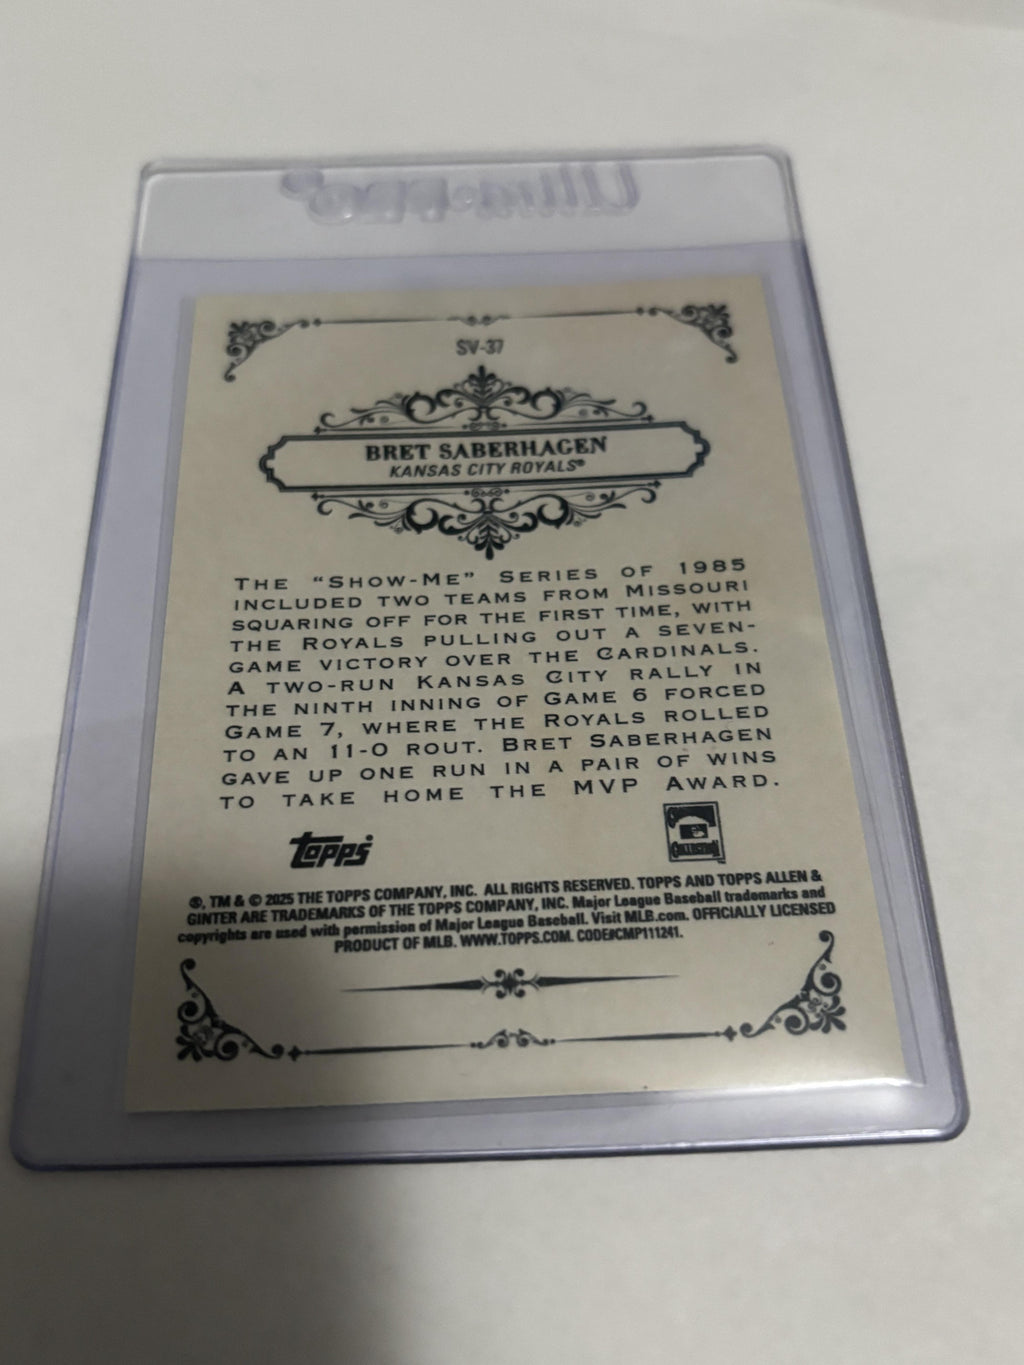 Ultra•PRO®
SV-37
BRET SABERHAGEN
KANSAS CITY ROYALS®
THE "SHOW-ME" SERIES OF 1985
INCLUDED TWO TEAMS FROM MISSOURI
SQUARING OFF FOR THE FIRST TIME, WITH
THE ROYALS PULLING OUT A SEVEN-
GAME VICTORY OVER THE CARDINALS.
A TWO-RUN KANSAS CITY RALLY IN
THE NINTH INNING OF GAME 6 FORCED
GAME 7, WHERE THE ROYALS ROLLED
TO AN 11-0 ROUT. BRET SABERHAGEN
GAVE UP ONE RUN IN A PAIR OF WINS
TO TAKE HOME THE MVP AWARD.
topps
COLLECTION
®, TM & © 2025 THE TOPPS COMPANY, INC. ALL RIGHTS RESERVED. TOPPS AND TOPPS ALLEN &
GINTER ARE TRADEMARKS OF THE TOPPS COMPANY, INC. Major League Baseball trademarks and
copyrights are used with permission of Major League Baseball. Visit MLB.com. OFFICIALLY LICENSED
PRODUCT OF MLB. WWW.TOPPS.COM. CODE#CMP111241.